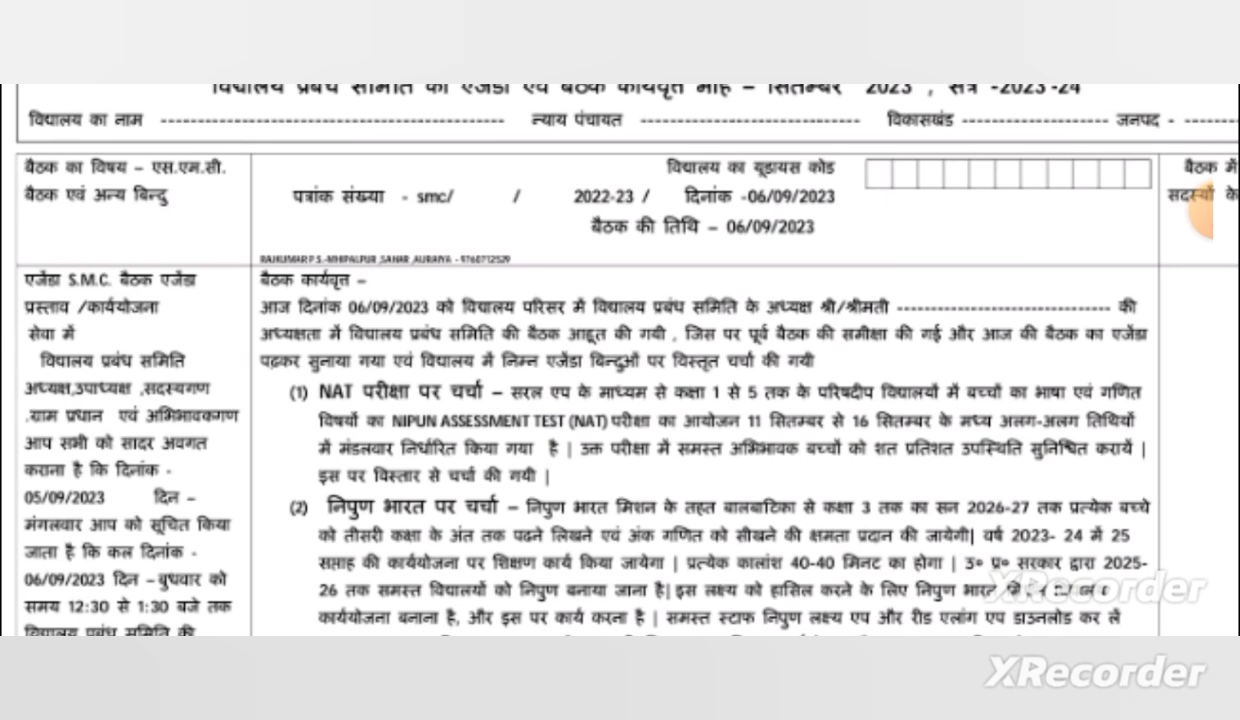 विद्यालय प्रबंध समिति का एजेंडा एवं बैठक कार्यवृत्त माह – सितम्बर 2023 , सत्र -2023-24
विद्यालय का नाम ---------------------------------------- न्याय पंचायत ------------------------- विकासखंड ----------------- जनपद - ------
बैठक का विषय – एस.एम.सी.
बैठक एवं अन्य बिन्दु
विद्यालय का यूडायस कोड
पत्रांक संख्या - smc/ / 2022-23 / दिनांक -06/09/2023
बैठक की तिथि – 06/09/2023
बैठक में
सदस्यों के
एजेंडा S.M.C. बैठक एजेंडा
प्रस्ताव /कार्ययोजना
सेवा में
विद्यालय प्रबंध समिति
अध्यक्ष,उपाध्यक्ष ,सदस्यगण
,ग्राम प्रधान एवं अभिभावकगण
आप सभी को सादर अवगत
कराना है कि दिनांक -
05/09/2023 दिन –
मंगलवार आप को सूचित किया
जाता है कि कल दिनांक -
06/09/2023 दिन –बुधवार को
समय 12:30 से 1:30 बजे तक
विद्यालय प्रबंध समिति की
बैठक कार्यवृत्त –
आज दिनांक 06/09/2023 को विद्यालय परिसर में विद्यालय प्रबंध समिति के अध्यक्ष श्री/श्रीमती ------------------------------ की
अध्यक्षता में विद्यालय प्रबंध समिति की बैठक आहूत की गयी , जिस पर पूर्व बैठक की समीक्षा की गई और आज की बैठक का एजेंडा
पढ़कर सुनाया गया एवं विद्यालय में निम्न एजेंडा बिन्दुओं पर विस्तृत चर्चा की गयी
(1) NAT परीक्षा पर चर्चा – सरल एप के माध्यम से कक्षा 1 से 5 तक के परिषदीय विद्यालयों में बच्चों का भाषा एवं गणित
विषयों का NIPUN ASSESSMENT TEST (NAT) परीक्षा का आयोजन 11 सितम्बर से 16 सितम्बर के मध्य अलग-अलग तिथियों
में मंडलवार निर्धारित किया गया है | उक्त परीक्षा में समस्त अभिभावक बच्चों को शत प्रतिशत उपस्थिति सुनिश्चित करायें |
इस पर विस्तार से चर्चा की गयी |
(2) निपुण भारत पर चर्चा – निपुण भारत मिशन के तहत बालबाटिका से कक्षा 3 तक का सन 2026-27 तक प्रत्येक बच्चे
को तीसरी कक्षा के अंत तक पढने लिखने एवं अंक गणित को सीखने की क्षमता प्रदान की जायेगी| वर्ष 2023- 24 में 25
सप्ताह की कार्ययोजना पर शिक्षण कार्य किया जायेगा | प्रत्येक कालांश 40-40 मिनट का होगा | उ० प्र० सरकार द्वारा 2025-
26 तक समस्त विद्यालयों को निपुण बनाया जाना है| इस लक्ष्य को हासिल करने के लिए निपुण भारत
कार्ययोजना बनाना है, और इस पर कार्य करना है | समस्त स्टाफ निपुण लक्ष्य एप और रीड एलांग एप डाउनलोड कर लें
XRecorder
XRecorder